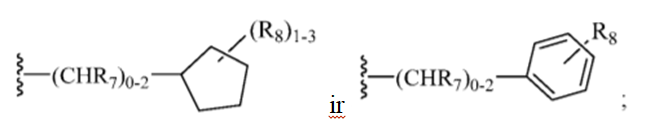 (CHR₇)₀₋₂ (R₈)₁₋₃ ir (CHR₇)₀₋₂ R₈ ;